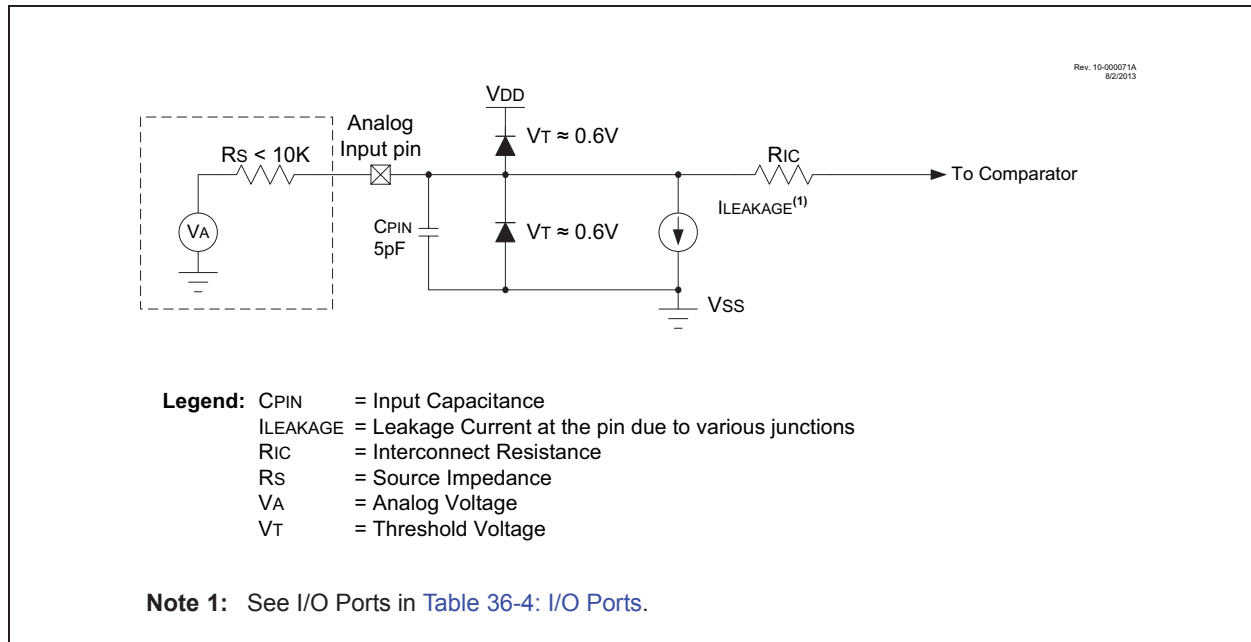 Rev. 10-000071A
8/2/2013
VDD
Analog
Input pin
VT ≈ 0.6V
RS < 10K
RIC
To Comparator
ILEAKAGE(1)
VA
CPIN
5pF
VT ≈ 0.6V
VSS
Legend: CPIN = Input Capacitance
ILEAKAGE = Leakage Current at the pin due to various junctions
RIC = Interconnect Resistance
RS = Source Impedance
VA = Analog Voltage
VT = Threshold Voltage
Note 1: See I/O Ports in Table 36-4: I/O Ports.